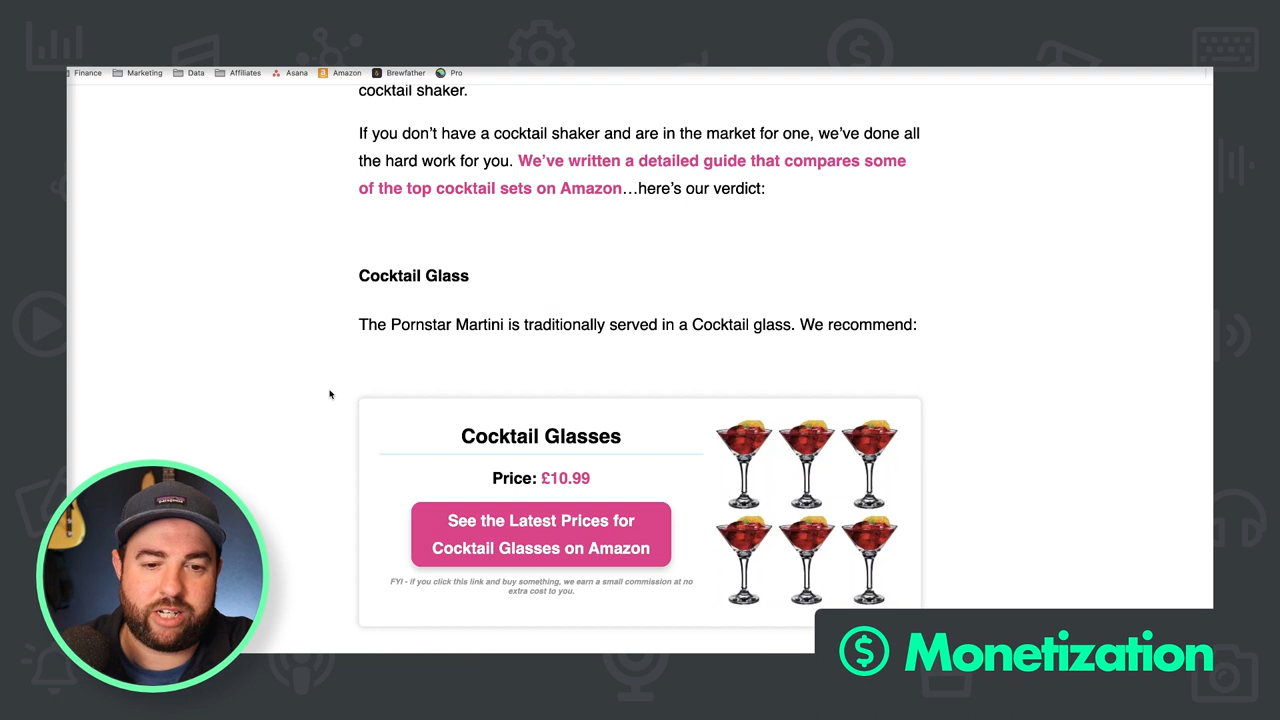 Finance Marketing Data Affiliates Asana Amazon Brewfather Pro
cocktail shaker.
If you don’t have a cocktail shaker and are in the market for one, we’ve done all
the hard work for you. We’ve written a detailed guide that compares some
of the top cocktail sets on Amazon…here’s our verdict:
Cocktail Glass
The Pornstar Martini is traditionally served in a Cocktail glass. We recommend:
Cocktail Glasses
Price: £10.99
See the Latest Prices for
Cocktail Glasses on Amazon
FYI - if you click this link and buy something, we earn a small commission at no
extra cost to you.
patagonia
Monetization